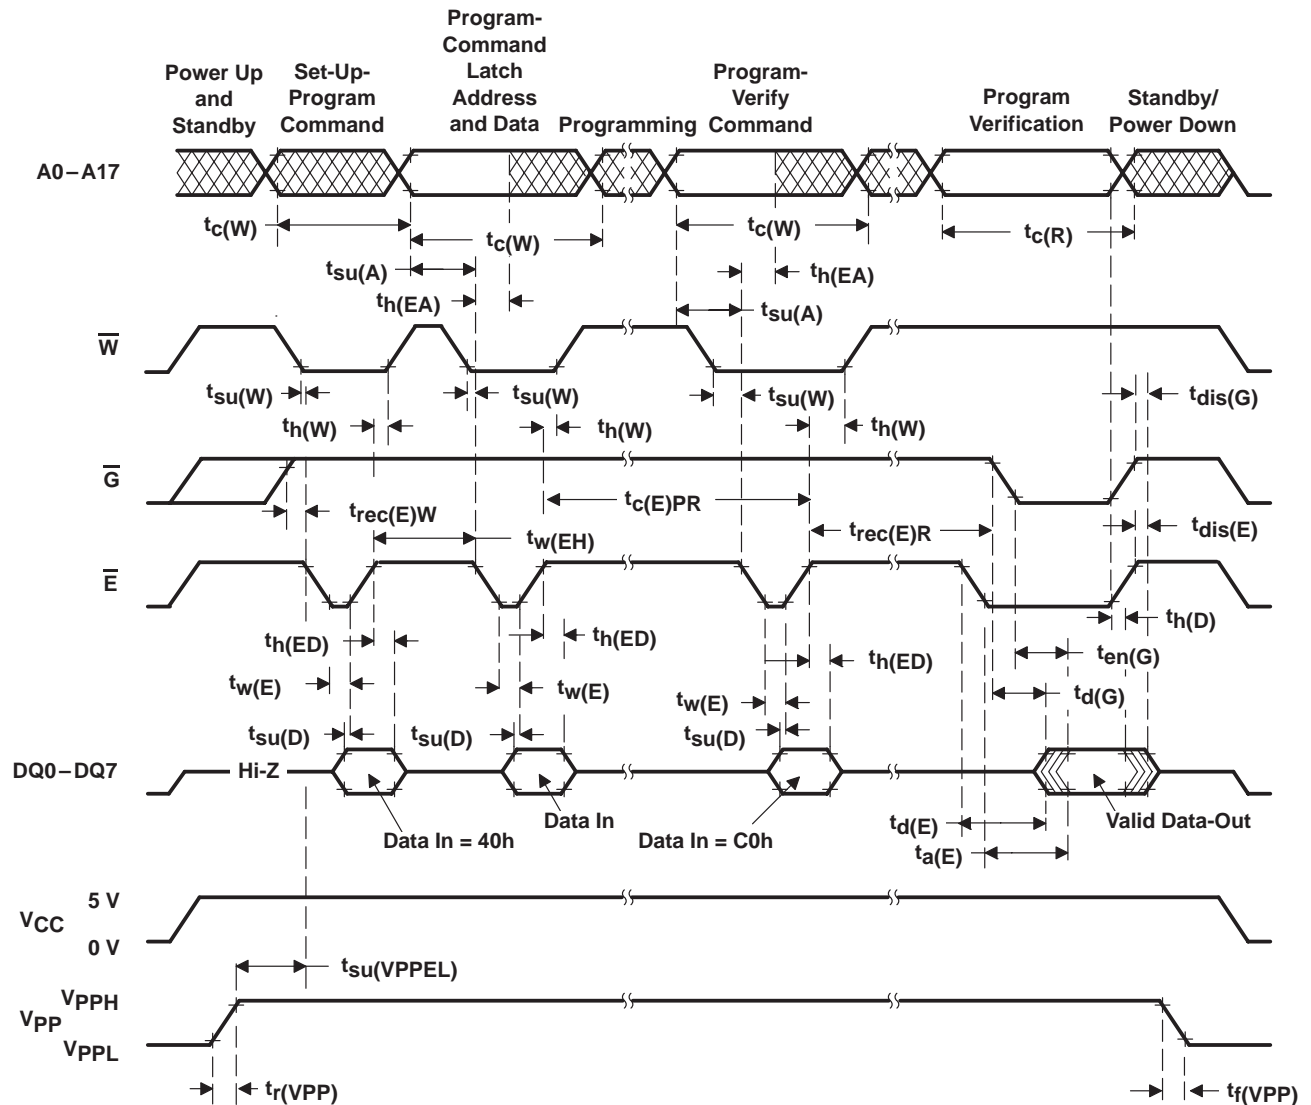 Program-
Command
Latch
Address
and Data
Power Up
and
Standby
Set-Up-
Program
Command
Programming
Program-
Verify
Command
Program
Verification
Standby/
Power Down
A0–A17
tc(W)
tc(W)
tc(W)
tc(R)
tsu(A)
th(EA)
th(EA)
tsu(A)
W
tsu(W)
tsu(W)
tsu(W)
tdis(G)
th(W)
th(W)
th(W)
G
trec(E)W
tc(E)PR
trec(E)R
tdis(E)
tw(EH)
E
th(ED)
th(ED)
th(ED)
th(D)
ten(G)
tw(E)
tw(E)
tw(E)
td(G)
tsu(D)
tsu(D)
tsu(D)
DQ0–DQ7
Hi-Z
Data In = 40h
Data In
Data In = C0h
td(E)
Valid Data-Out
ta(E)
5 V
VCC
0 V
tsu(VPPEL)
VPPH
VPP
VPPL
tr(VPP)
tf(VPP)